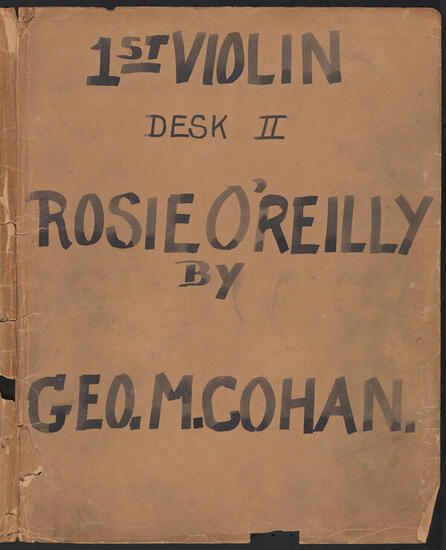 1ST VIOLIN
DESK II
ROSIE O'REILLY
BY
GEO. M. COHAN.